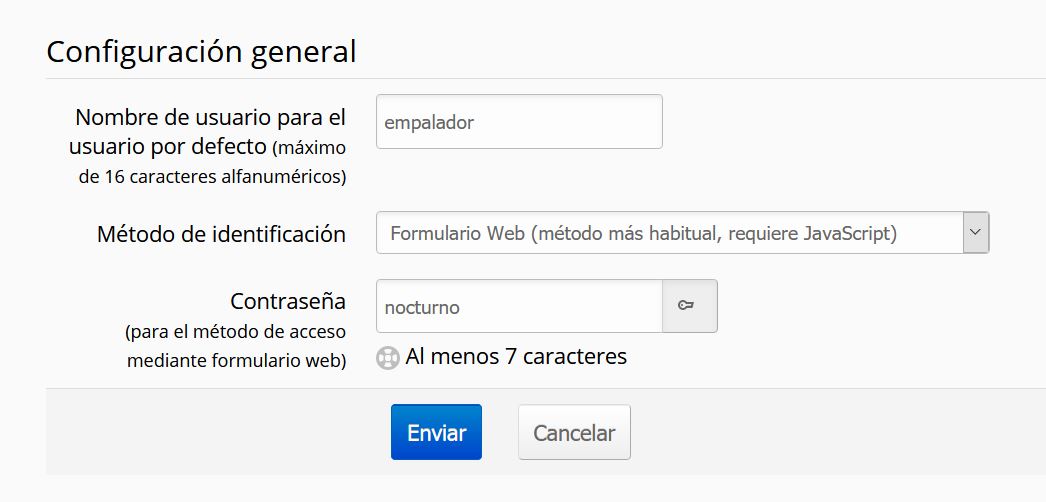 Configuración general
Nombre de usuario para el
usuario por defecto (máximo
de 16 caracteres alfanuméricos)
empalador
Método de identificación
Formulario Web (método más habitual, requiere JavaScript)
Contraseña
(para el método de acceso
mediante formulario web)
nocturno
Al menos 7 caracteres
Enviar
Cancelar